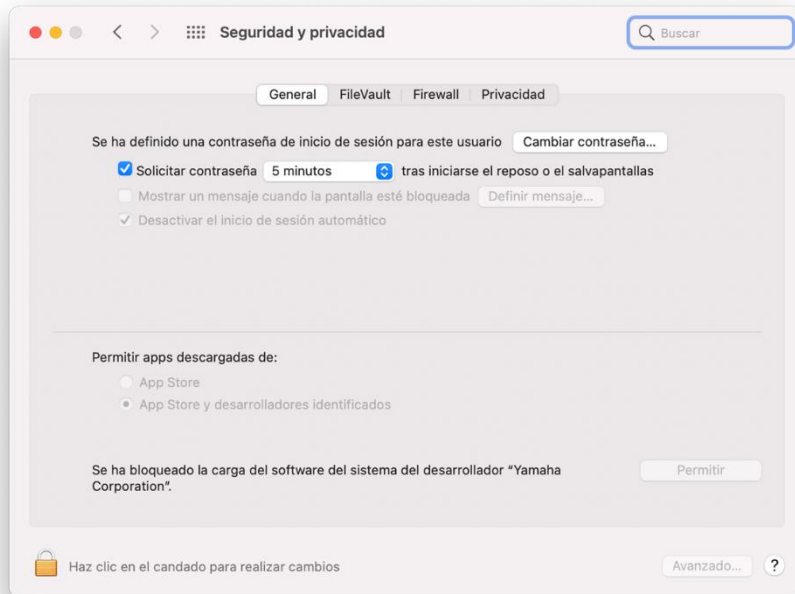 Seguridad y privacidad
Buscar
General FileVault Firewall Privacidad
Se ha definido una contraseña de inicio de sesión para este usuario Cambiar contraseña...
Solicitar contraseña 5 minutos tras iniciarse el reposo o el salvapantallas
Mostrar un mensaje cuando la pantalla esté bloqueada Definir mensaje...
Desactivar el inicio de sesión automático
Permitir apps descargadas de:
App Store
App Store y desarrolladores identificados
Se ha bloqueado la carga del software del sistema del desarrollador “Yamaha
Corporation”.
Permitir
Haz clic en el candado para realizar cambios
Avanzado... ?